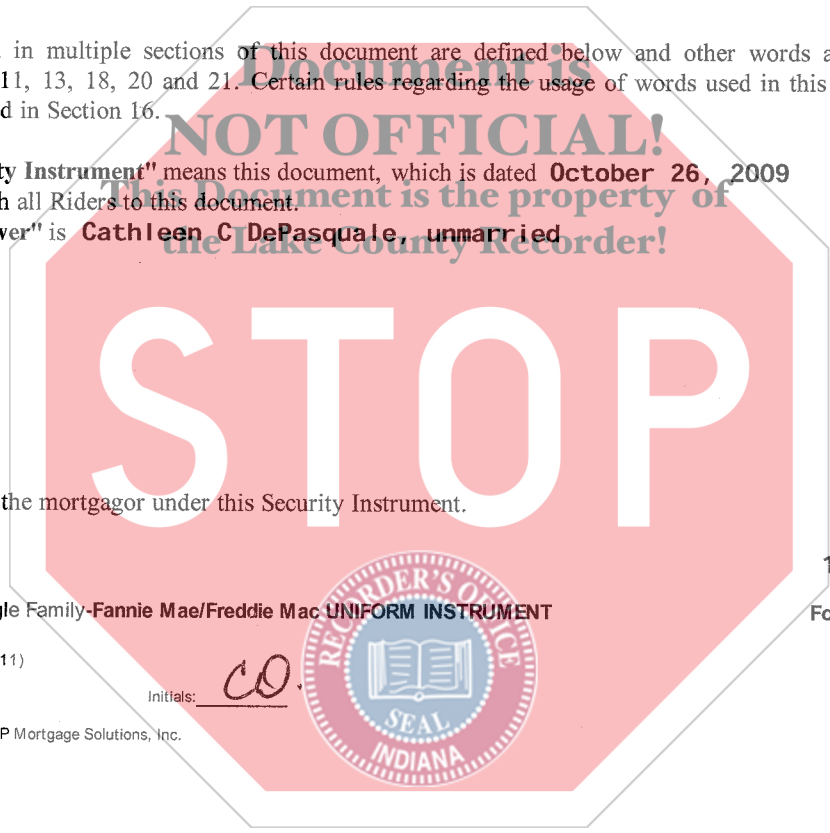 in multiple sections of this document are defined below and other words
Document is
11, 13, 18, 20 and 21. Certain rules regarding the usage of words used in this
d in Section 16.
NOT OFFICIAL!
ty Instrument" means this document, which is dated October 26, 2009
This Document is the property of
h all Riders to this document.
wer" is Cathleen C DePasquale, unmarried
the Lake County Recorder!
STOP
the mortgagor under this Security Instrument.
gle Family-Fannie Mae/Freddie Mac UNIFORM INSTRUMENT
Fo
11)
Initials: CD.
P Mortgage Solutions, Inc.
RECORDER'S OFFICE
SEAL
INDIANA